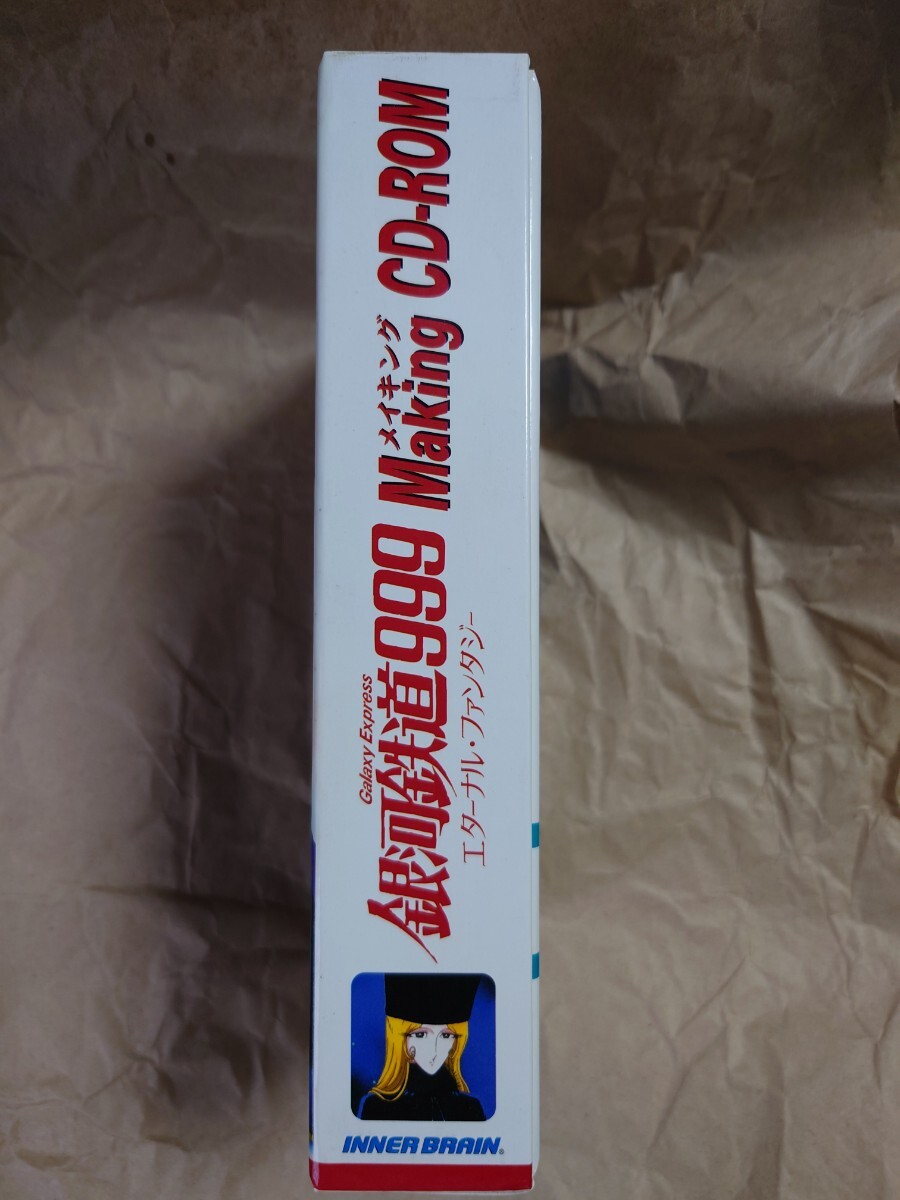 Galaxy Express
銀河鉄道999
エターナル・ファンタジー
メイキング
Making CD-ROM
INNER BRAIN®